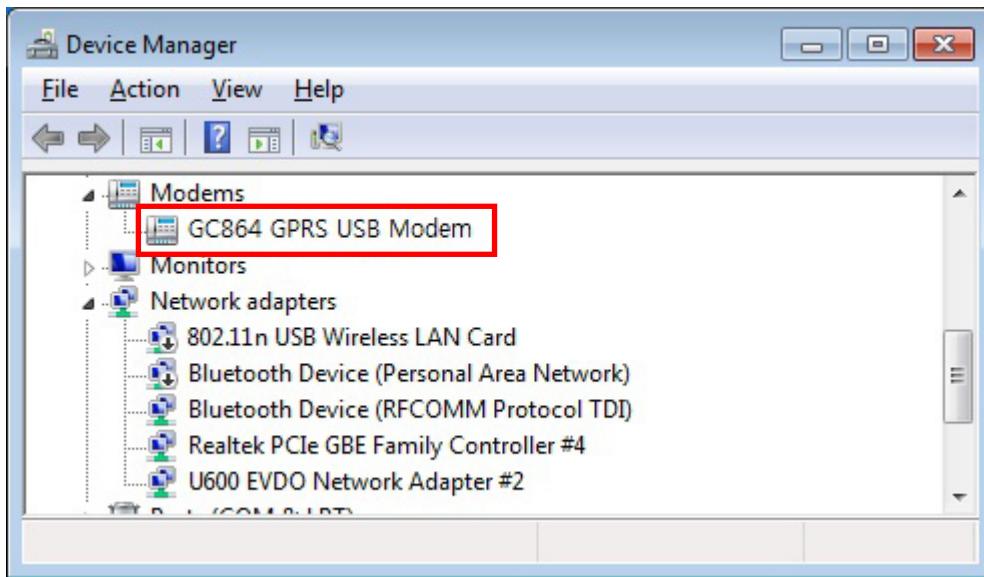 Device Manager
File Action View Help
Modems
GC864 GPRS USB Modem
Monitors
Network adapters
802.11n USB Wireless LAN Card
Bluetooth Device (Personal Area Network)
Bluetooth Device (RFCOMM Protocol TDI)
Realtek PCIe GBE Family Controller #4
U600 EVDO Network Adapter #2